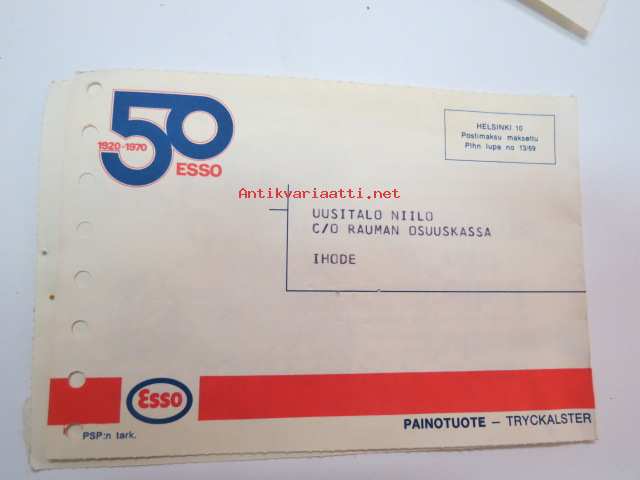 50
1920-1970
ESSO
HELSINKI 10
Postimaksu maksettu
Plhn lupa no 13/69
Antikvariaatti.net
UUSITALO NIILO
C/O RAUMAN OSUUSKASSA
IHODE
Esso
PSP:n tark.
PAINOTUOTE – TRYCKALSTER